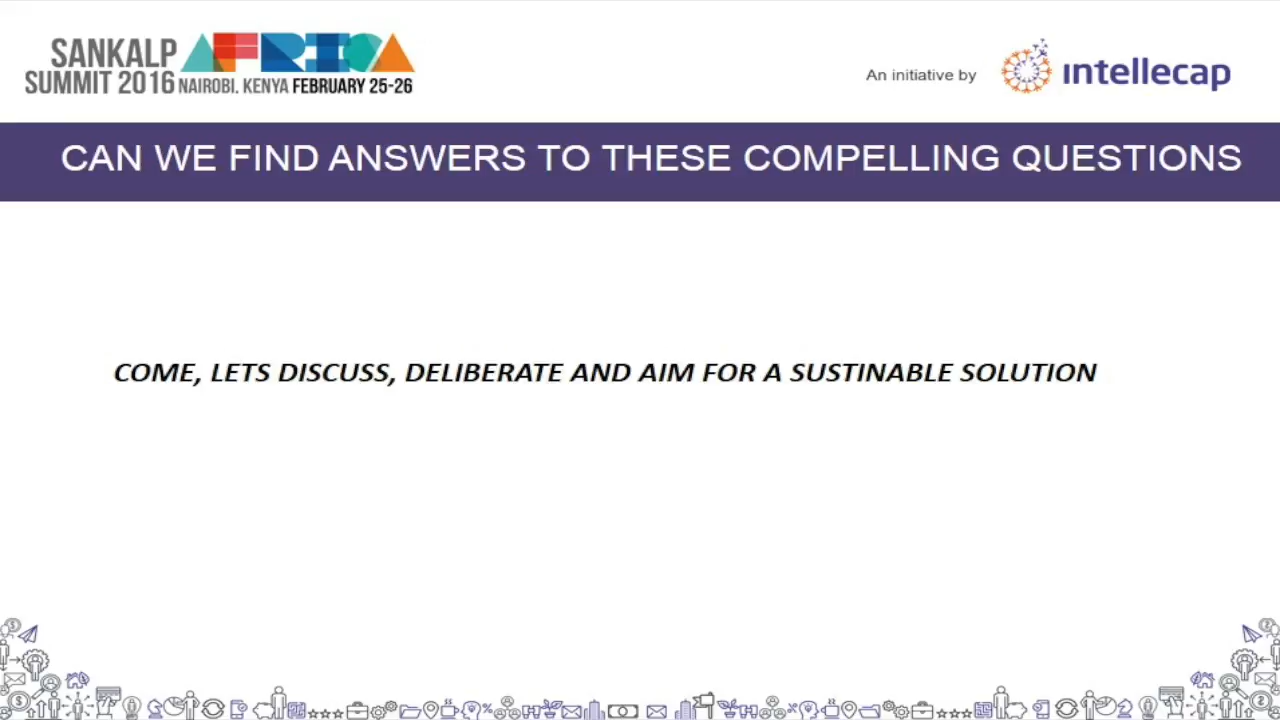 SANKALP AFRICA
SUMMIT 2016 NAIROBI. KENYA FEBRUARY 25-26
An initiative by intellecap
CAN WE FIND ANSWERS TO THESE COMPELLING QUESTIONS
COME, LETS DISCUSS, DELIBERATE AND AIM FOR A SUSTINABLE SOLUTION